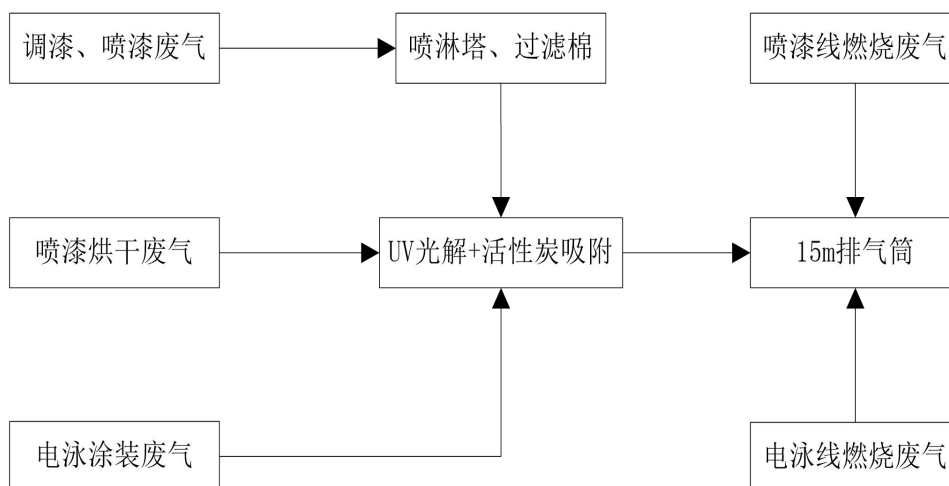 调漆、喷漆废气
喷淋塔、过滤棉
喷漆线燃烧废气
喷漆烘干废气
UV光解+活性炭吸附
15m排气筒
电泳涂装废气
电泳线燃烧废气